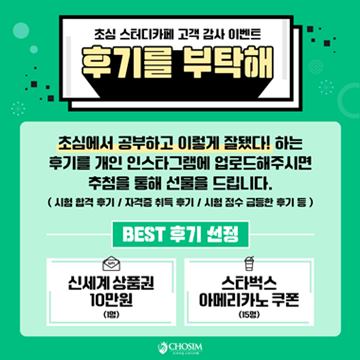 초심 스터디카페 고객 감사 이벤트
후기를 부탁해
초심에서 공부하고 이렇게 잘됐다! 하는
후기를 개인 인스타그램에 업로드해주시면
추첨을 통해 선물을 드립니다.
( 시험 합격 후기 / 자격증 취득 후기 / 시험 점수 급등한 후기 등 )
BEST 후기 선정
신세계 상품권
10만원
(1명)
스타벅스
아메리카노 쿠폰
(15명)
CHOSIM